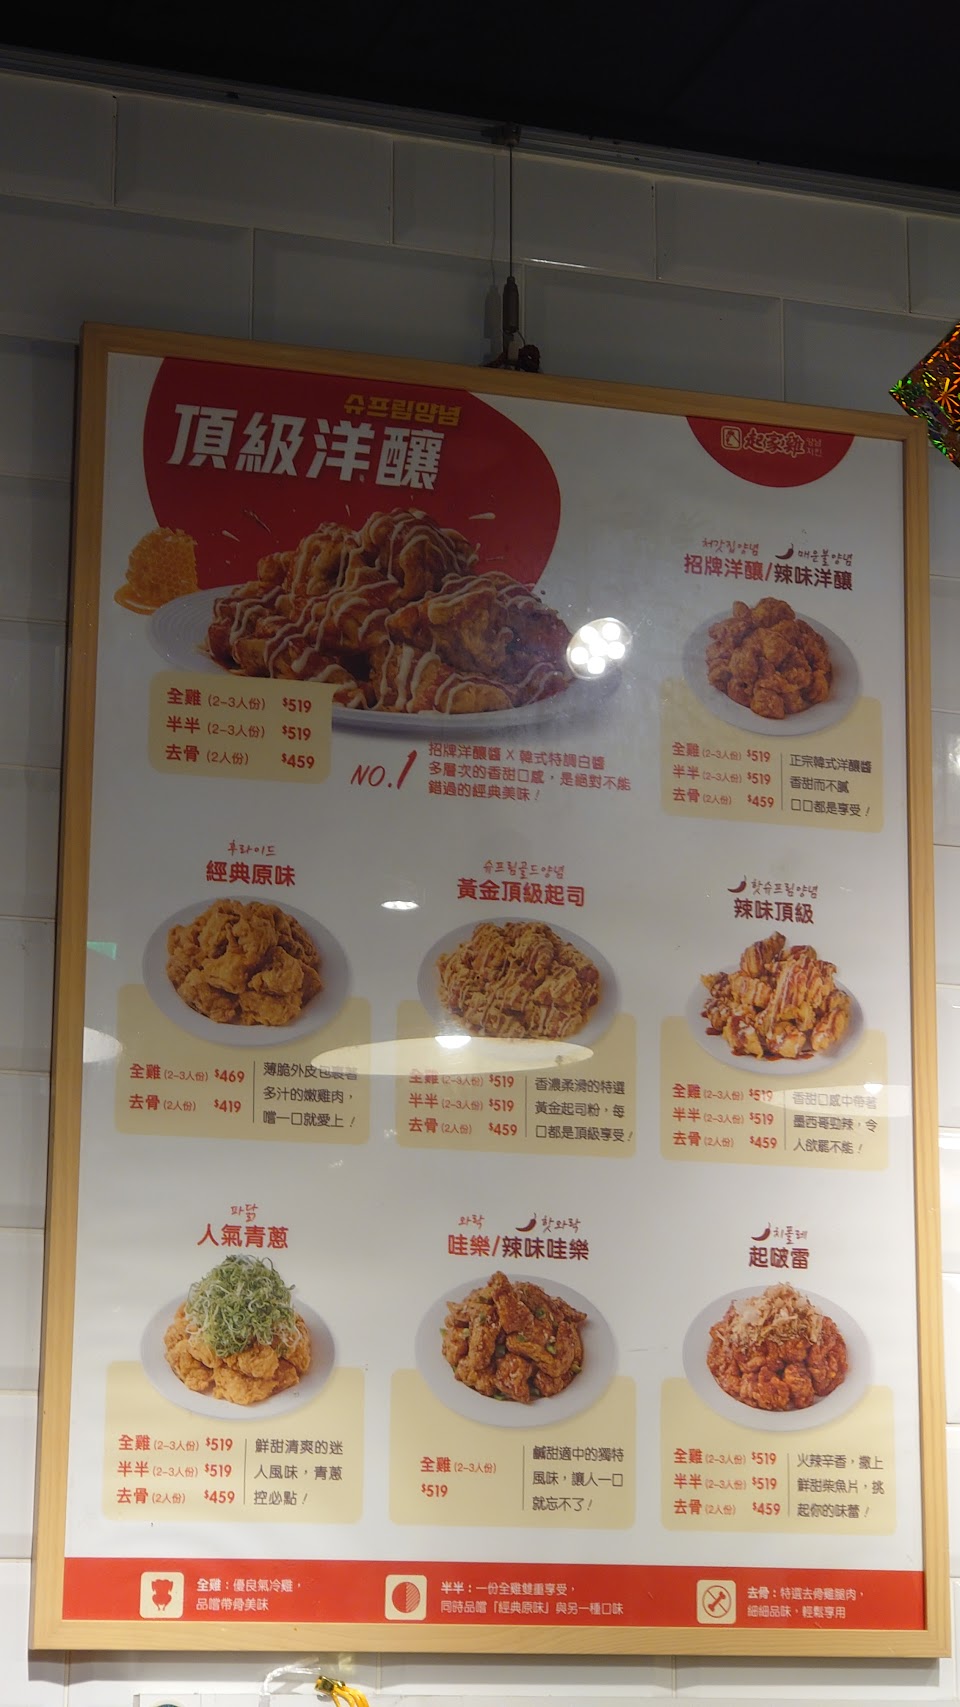 슈프림양념
頂級洋釀
起家雞
全雞 (2-3人份) $519
半半 (2-3人份) $519
去骨 (2人份) $459
NO.1
招牌洋釀醬 X 韓式特調白醬
多層次的香甜口感，是絕對不能
錯過的經典美味！
처갓집양념 매운불양념
招牌洋釀/辣味洋釀
全雞 (2-3人份) $519
半半 (2-3人份) $519
去骨 (2人份) $459
正宗韓式洋釀醬
香甜而不膩
口口都是享受！
후라이드
經典原味
全雞 (2-3人份) $469
去骨 (2人份) $419
薄脆外皮包裹著
多汁的嫩雞肉，
嚐一口就愛上！
슈프림골드양념
黃金頂級起司
全雞 (2-3人份) $519
半半 (2-3人份) $519
去骨 (2人份) $459
香濃柔滑的特選
黃金起司粉，每
口都是頂級享受！
핫슈프림양념
辣味頂級
全雞 (2-3人份) $519
半半 (2-3人份) $519
去骨 (2人份) $459
香甜口感中帶著
墨西哥勁辣，令
人欲罷不能！
파닭
人氣青蔥
全雞 (2-3人份) $519
半半 (2-3人份) $519
去骨 (2人份) $459
鮮甜清爽的迷
人風味，青蔥
控必點！
와락 핫와락
哇樂/辣味哇樂
全雞 (2-3人份)
$519
鹹甜適中的獨特
風味，讓人一口
就忘不了！
치폴레
起啵雷
全雞 (2-3人份) $519
半半 (2-3人份) $519
去骨 (2人份) $459
火辣辛香，撒上
鮮甜柴魚片，挑
起你的味蕾！
全雞：優良氣冷雞，
品嚐帶骨美味
半半：一份全雞雙重享受，
同時品嚐「經典原味」與另一種口味
去骨：特選去骨雞腿肉，
細細品味，輕鬆享用